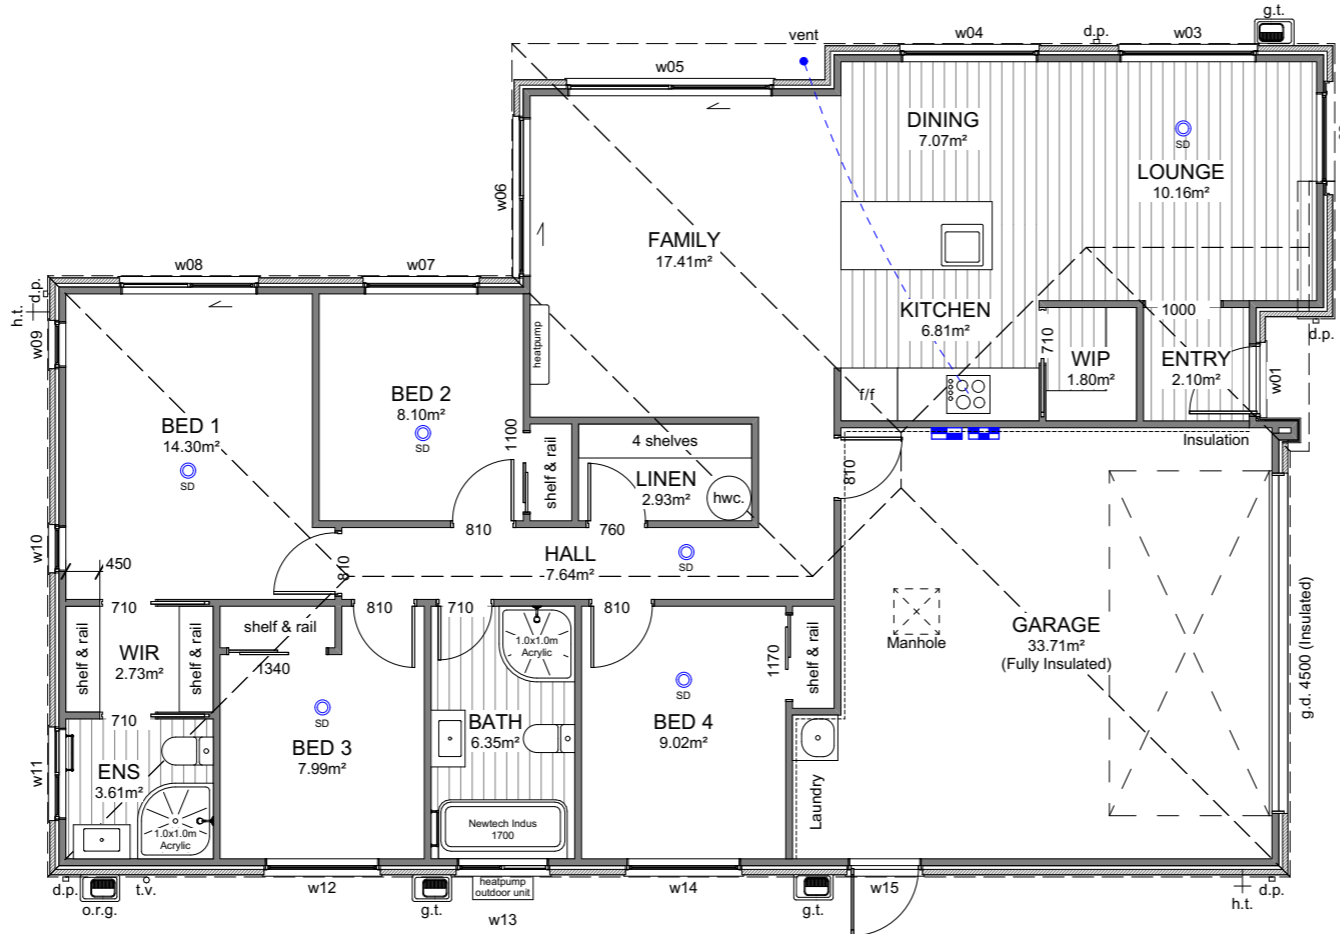 g.t.
vent
w04
d.p.
w03
w05
DINING
7.07m²
SD
LOUNGE
10.16m²
w06
FAMILY
17.41m²
w08
w07
d.p.
h.t.
KITCHEN
6.81m²
1000
d.p.
w09
heatpump
710
WIP
1.80m²
ENTRY
2.10m²
w01
BED 2
8.10m²
SD
f/f
BED 1
14.30m²
SD
1100
shelf & rail
4 shelves
LINEN
2.93m²
hwc.
810
Insulation
w10
450
810
760
HALL
7.64m²
SD
810
710
810
710
810
shelf & rail
WIR
2.73m²
shelf & rail
shelf & rail
1340
1.0x1.0m
Acrylic
1170
shelf & rail
Manhole
GARAGE
33.71m²
(Fully Insulated)
g.d. 4500 (Insulated)
710
SD
SD
BED 3
7.99m²
BATH
6.35m²
BED 4
9.02m²
w11
ENS
3.61m²
1.0x1.0m
Acrylic
Newtech Indus
1700
Laundry
d.p.
t.v.
o.r.g.
w12
g.t.
heatpump
outdoor unit
w13
w14
g.t.
w15
h.t.
d.p.